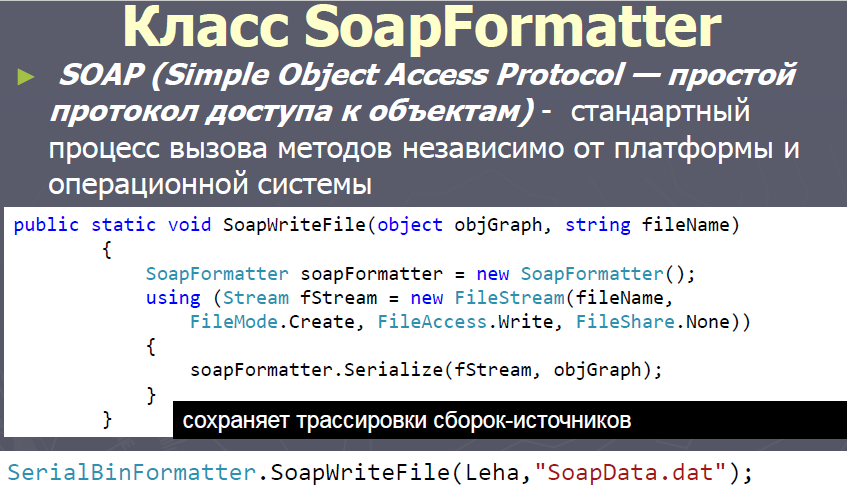 Класс SoapFormatter
► SOAP (Simple Object Access Protocol — простой
протокол доступа к объектам) - стандартный
процесс вызова методов независимо от платформы и
операционной системы
public static void SoapWriteFile(object objGraph, string fileName)
{
SoapFormatter soapFormatter = new SoapFormatter();
using (Stream fStream = new FileStream(fileName,
FileMode.Create, FileAccess.Write, FileShare.None))
{
soapFormatter.Serialize(fStream, objGraph);
}
}
сохраняет трассировки сборок-источников
SerialBinFormatter.SoapWriteFile(Leha,"SoapData.dat");